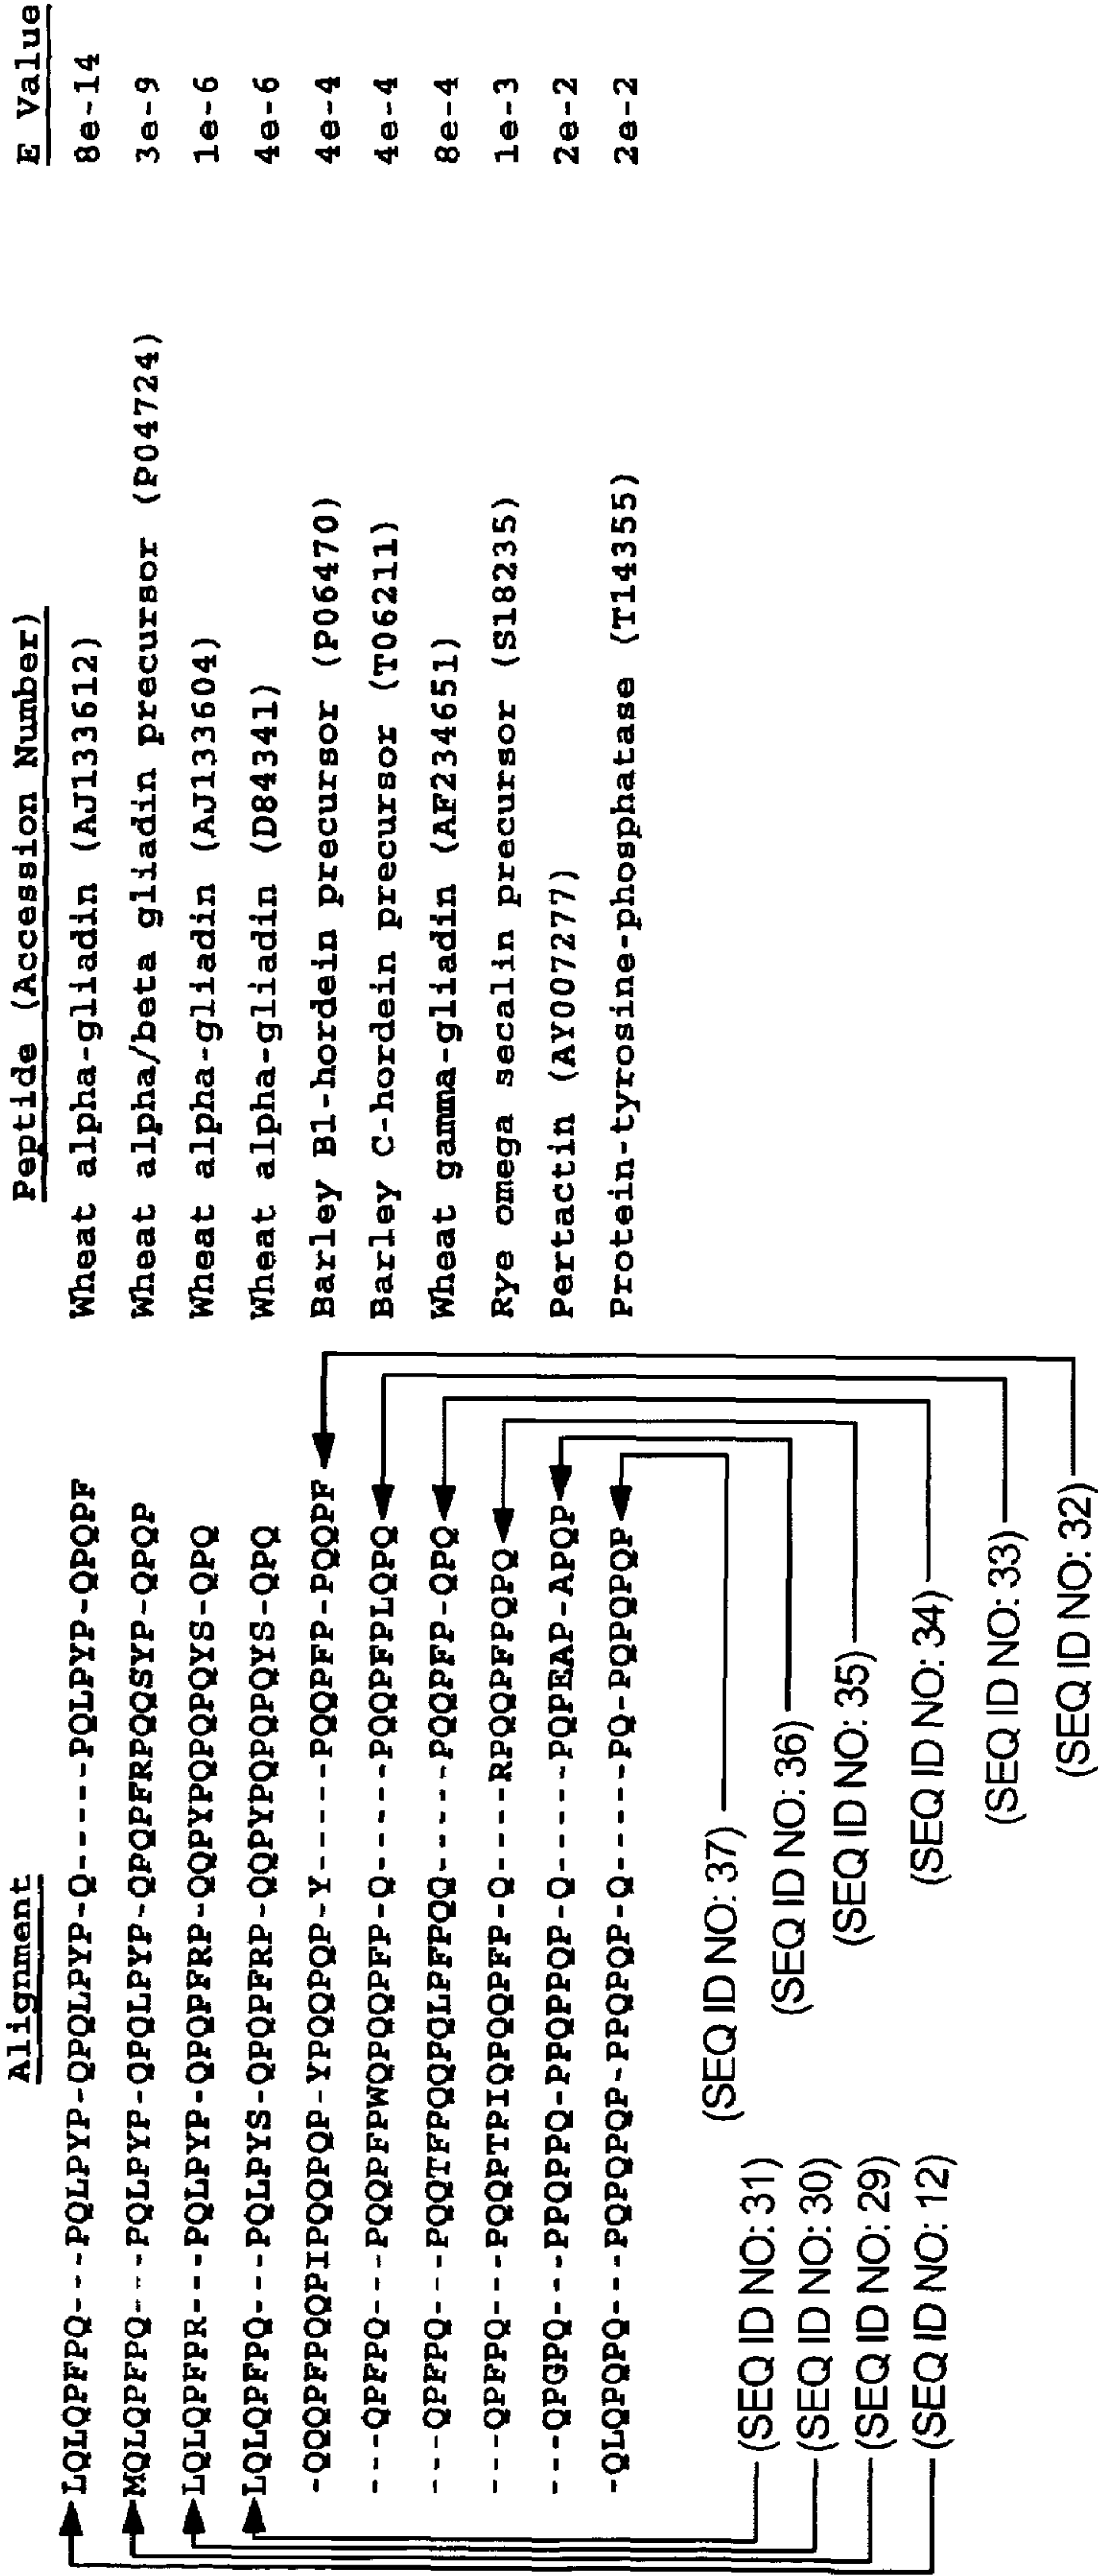 Alignment Peptide (Accession Number) E Value
LQLQPFPQ---PQLPYP-QPQLPYP-Q-----PQLPYP-QPQPF Wheat alpha-gliadin (AJ133612) 8e-14
MQLQPFPQ---PQLPYP-QPQLPYP-QPQPFRPQQSYP-QPQP Wheat alpha/beta gliadin precursor (P04724) 3e-9
LQLQPFPR---PQLPYP-QPQPFRP-QQPYPQPQPQYS-QPQ Wheat alpha-gliadin (AJ133604) 1e-6
LQLQPFPQ---PQLPYS-QPQPFRP-QQPYPQPQPQYS-QPQ Wheat alpha-gliadin (D84341) 4e-6
-QQQPFPQQPIPQQPQP-YPQQPQP-Y-----PQQPFP-PQQPF Barley B1-hordein precursor (P06470) 4e-4
---QPFPQ---PQQPFPWQPQQPFP-Q-----PQQPFPLQPQ Barley C-hordein precursor (T06211) 4e-4
---QPFPQ---PQQTFPQQPQLPFPQQ-----PQQPFP-QPQ Wheat gamma-gliadin (AF234651) 8e-4
---QPFPQ---PQQPTPIQPQQPFP-Q----RPQQPFPQPQ Rye omega secalin precursor (S18235) 1e-3
---QPGPQ---PPQPPQ-PPQPPQP-Q-----PQPEAP-APQP Pertactin (AY007277) 2e-2
-QLQPQPQ---PQPQPQP-PPQPQP-Q----PQ-PQPQPQP Protein-tyrosine-phosphatase (T14355) 2e-2
(SEQ ID NO: 31)
(SEQ ID NO: 30)
(SEQ ID NO: 29)
(SEQ ID NO: 12)
(SEQ ID NO: 37)
(SEQ ID NO: 36)
(SEQ ID NO: 35)
(SEQ ID NO: 34)
(SEQ ID NO: 33)
(SEQ ID NO: 32)